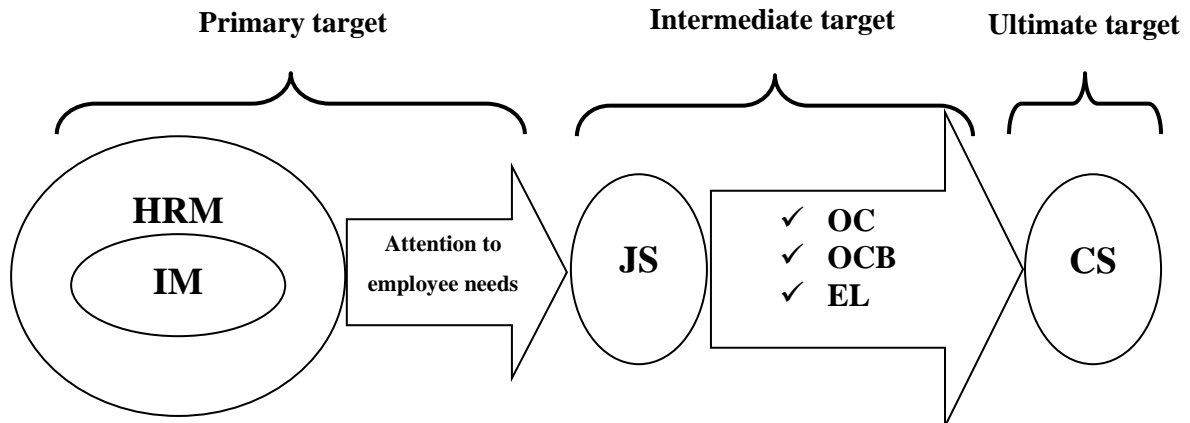 Primary target
Intermediate target
Ultimate target
HRM
IM
Attention to
employee needs
JS
✓ OC
✓ OCB
✓ EL
CS